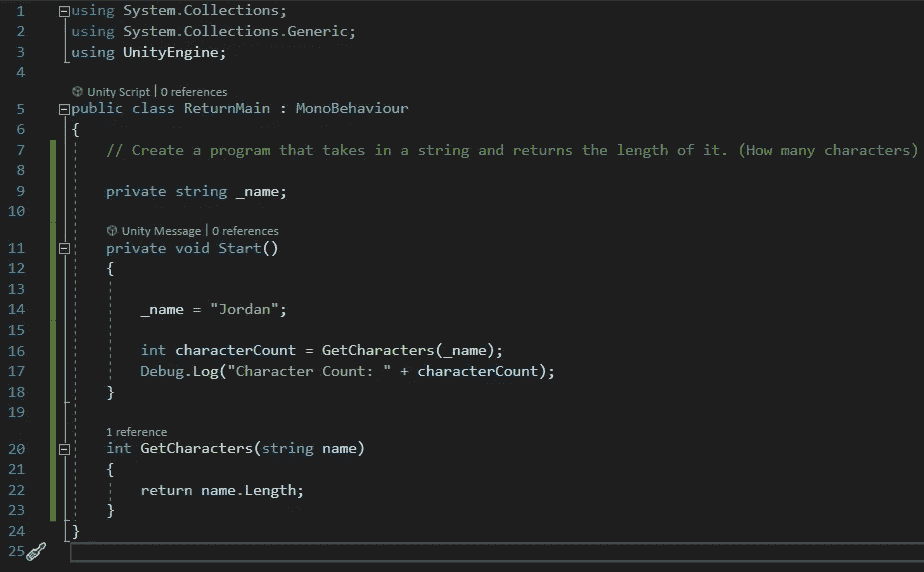 1 using System.Collections;
2 using System.Collections.Generic;
3 using UnityEngine;
4
Unity Script | 0 references
5 public class ReturnMain : MonoBehaviour
6 {
7 // Create a program that takes in a string and returns the length of it. (How many characters)
8
9 private string _name;
10
Unity Message | 0 references
11 private void Start()
12 {
13
14 _name = "Jordan";
15
16 int characterCount = GetCharacters(_name);
17 Debug.Log("Character Count: " + characterCount);
18 }
19
1 reference
20 int GetCharacters(string name)
21 {
22 return name.Length;
23 }
24 }
25